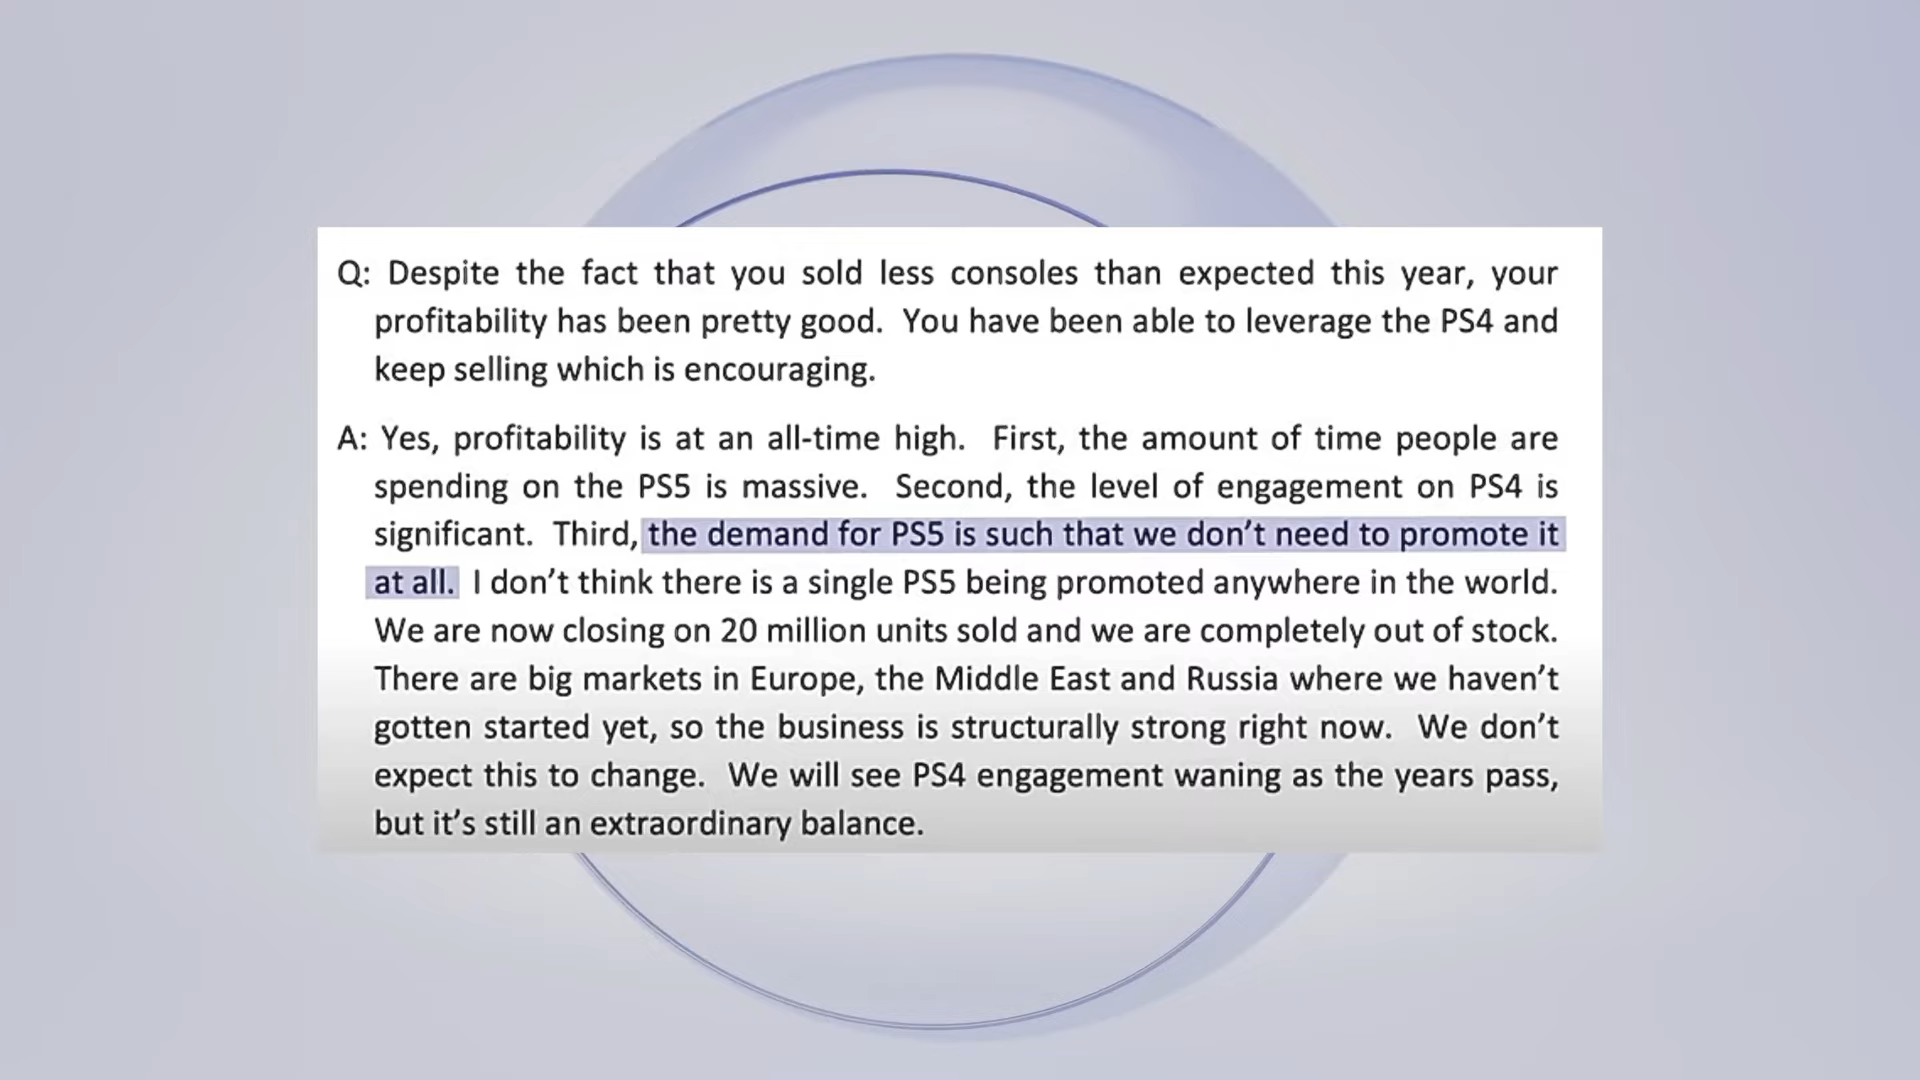 Q: Despite the fact that you sold less consoles than expected this year, your
profitability has been pretty good. You have been able to leverage the PS4 and
keep selling which is encouraging.
A: Yes, profitability is at an all-time high. First, the amount of time people are
spending on the PS5 is massive. Second, the level of engagement on PS4 is
significant. Third, the demand for PS5 is such that we don’t need to promote it
at all. I don’t think there is a single PS5 being promoted anywhere in the world.
We are now closing on 20 million units sold and we are completely out of stock.
There are big markets in Europe, the Middle East and Russia where we haven’t
gotten started yet, so the business is structurally strong right now. We don’t
expect this to change. We will see PS4 engagement waning as the years pass,
but it’s still an extraordinary balance.